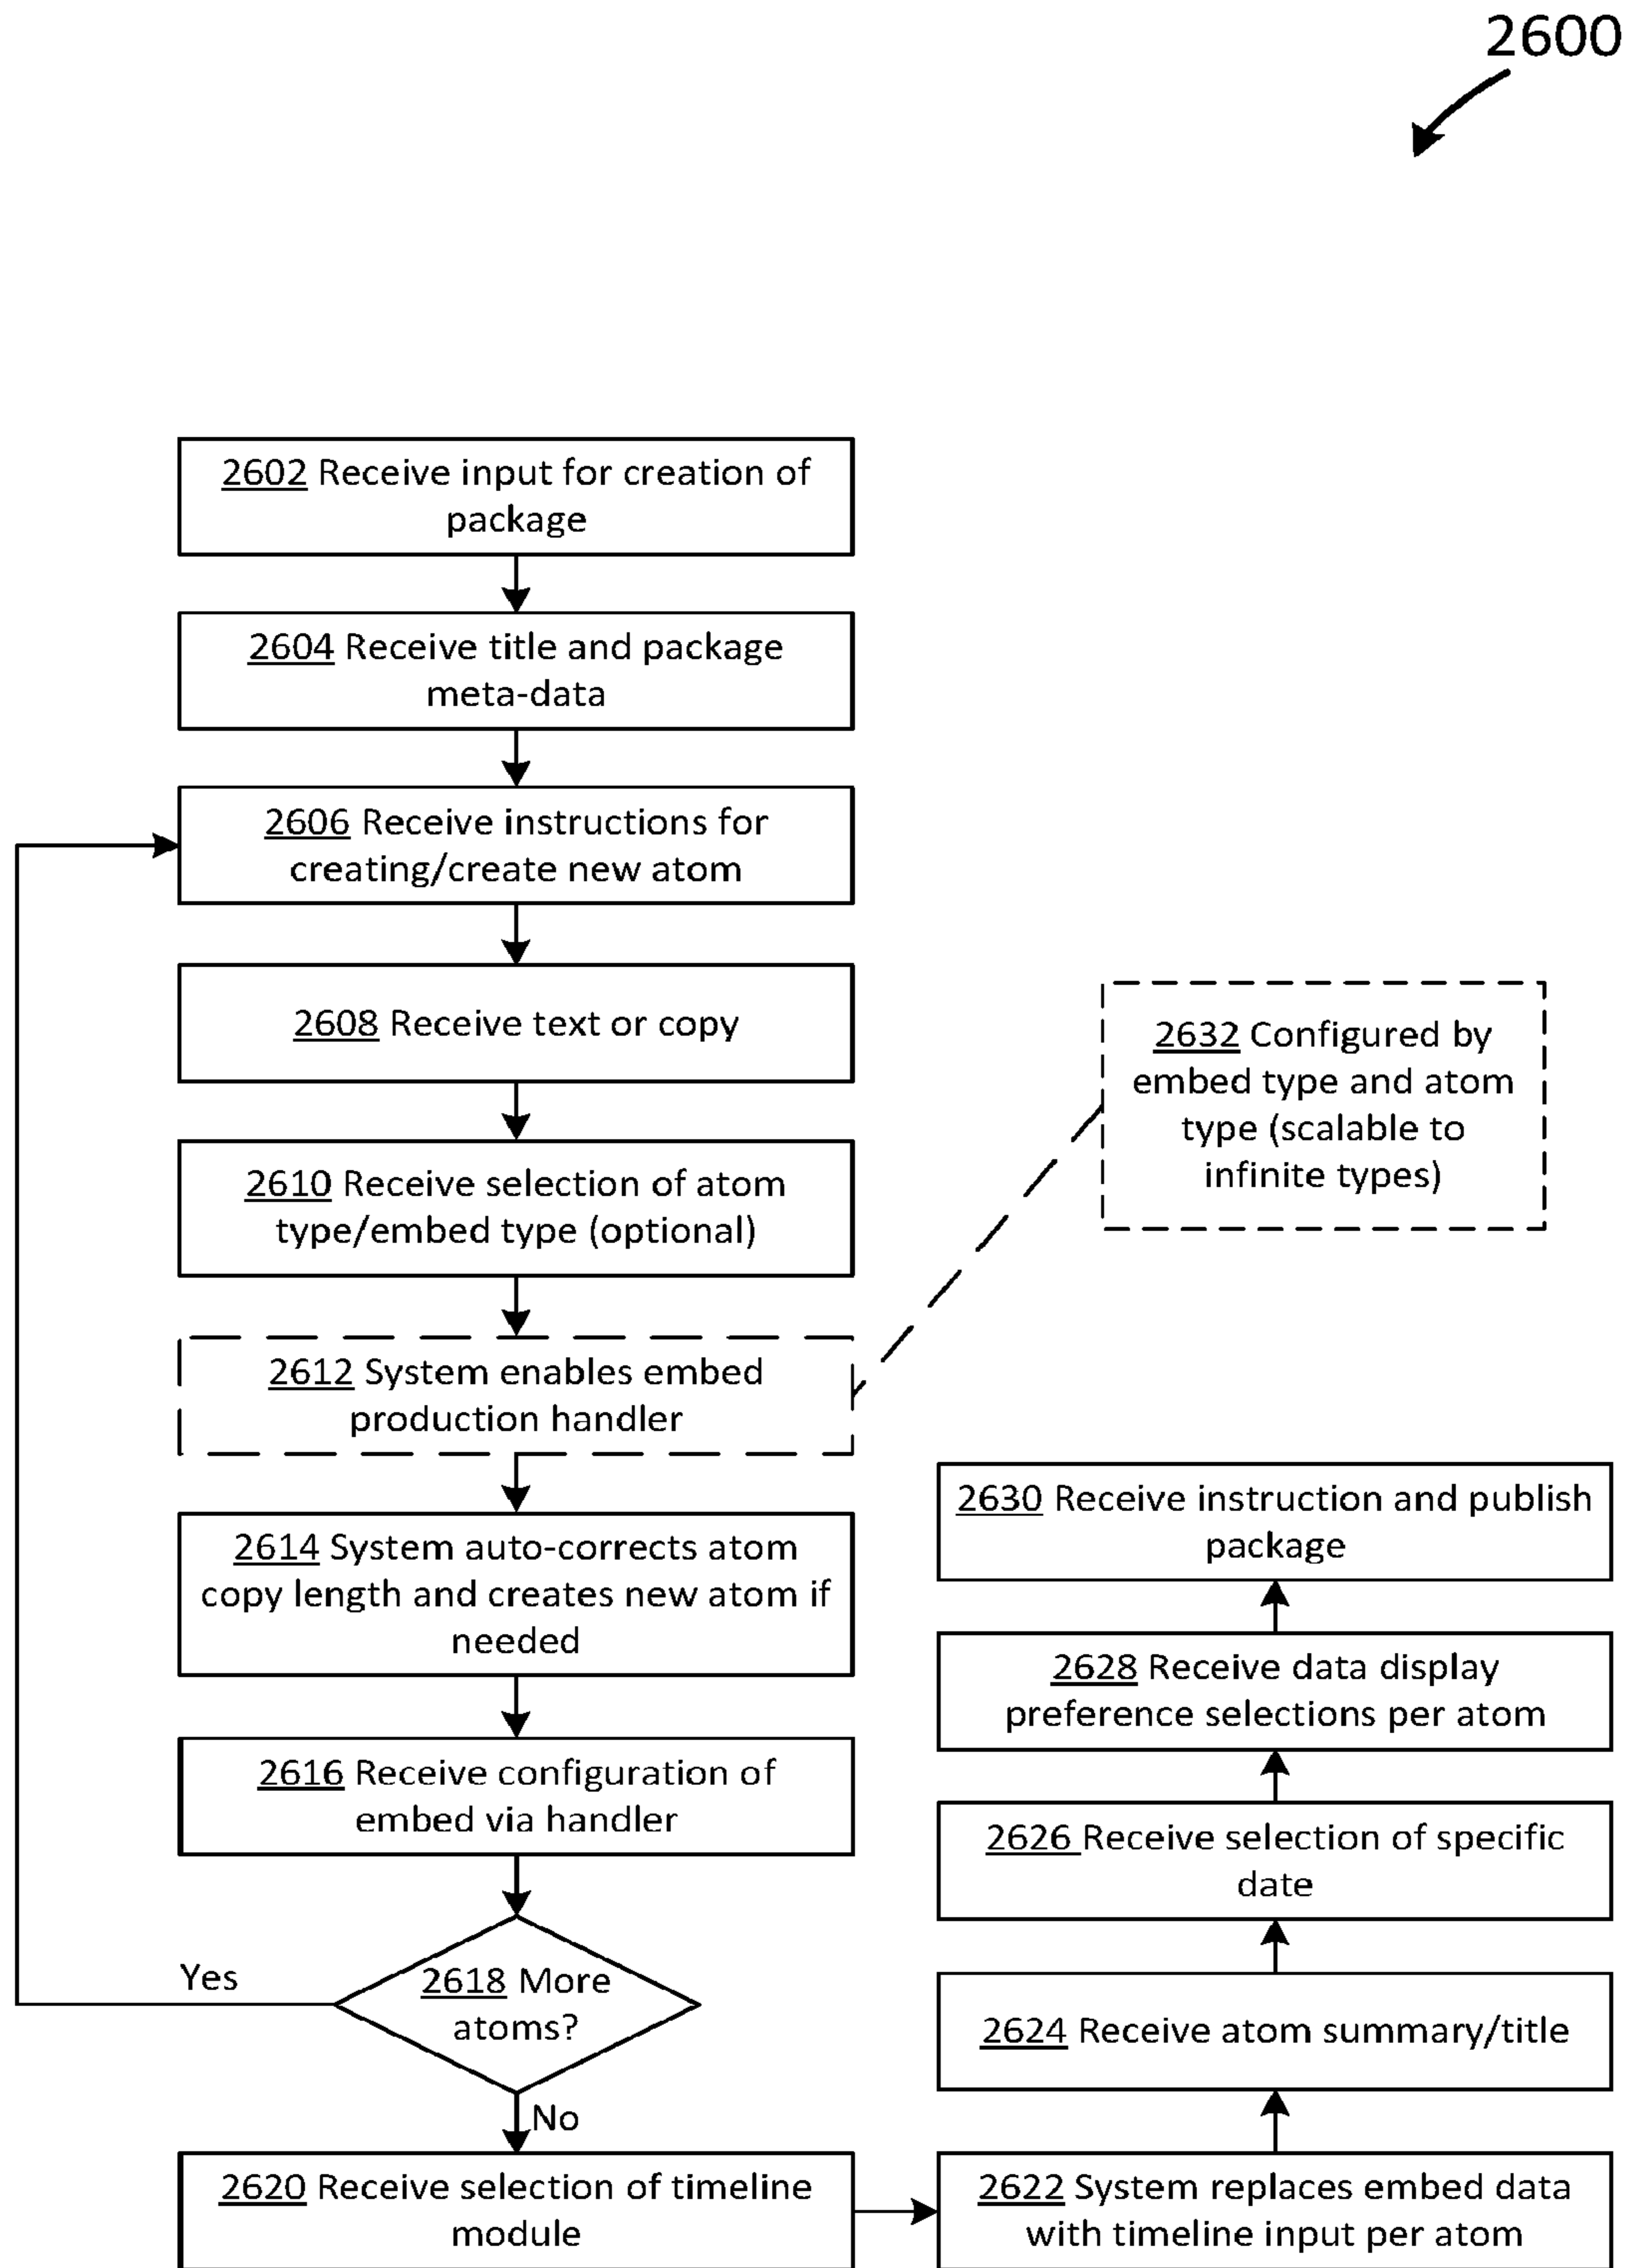 2600
2602 Receive input for creation of
package
2604 Receive title and package
meta-data
2606 Receive instructions for
creating/create new atom
2608 Receive text or copy
2610 Receive selection of atom
type/embed type (optional)
2612 System enables embed
production handler
2614 System auto-corrects atom
copy length and creates new atom if
needed
2616 Receive configuration of
embed via handler
2618 More
atoms?
Yes
No
2620 Receive selection of timeline
module
2622 System replaces embed data
with timeline input per atom
2624 Receive atom summary/title
2626 Receive selection of specific
date
2628 Receive data display
preference selections per atom
2630 Receive instruction and publish
package
2632 Configured by
embed type and atom
type (scalable to
infinite types)